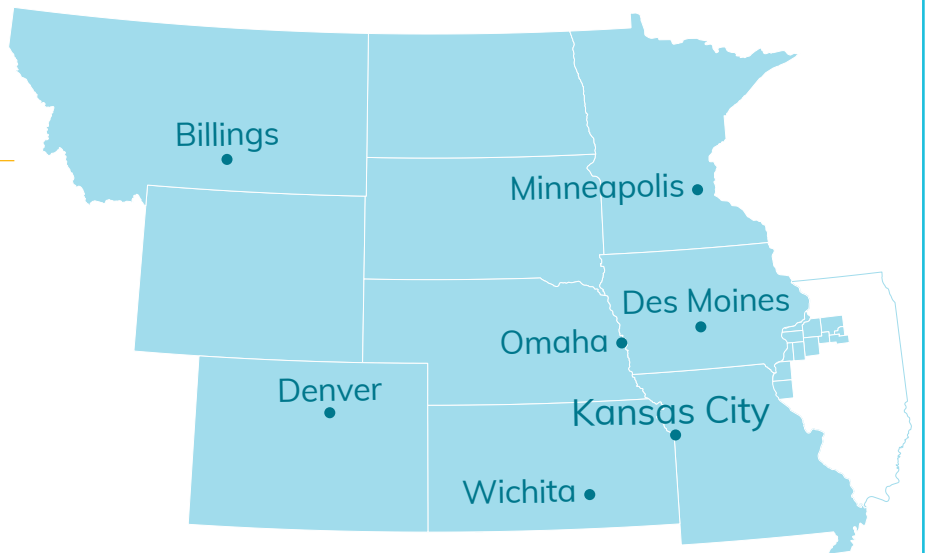 Billings
Minneapolis
Des Moines
Omaha
Denver
Kansas City
Wichita